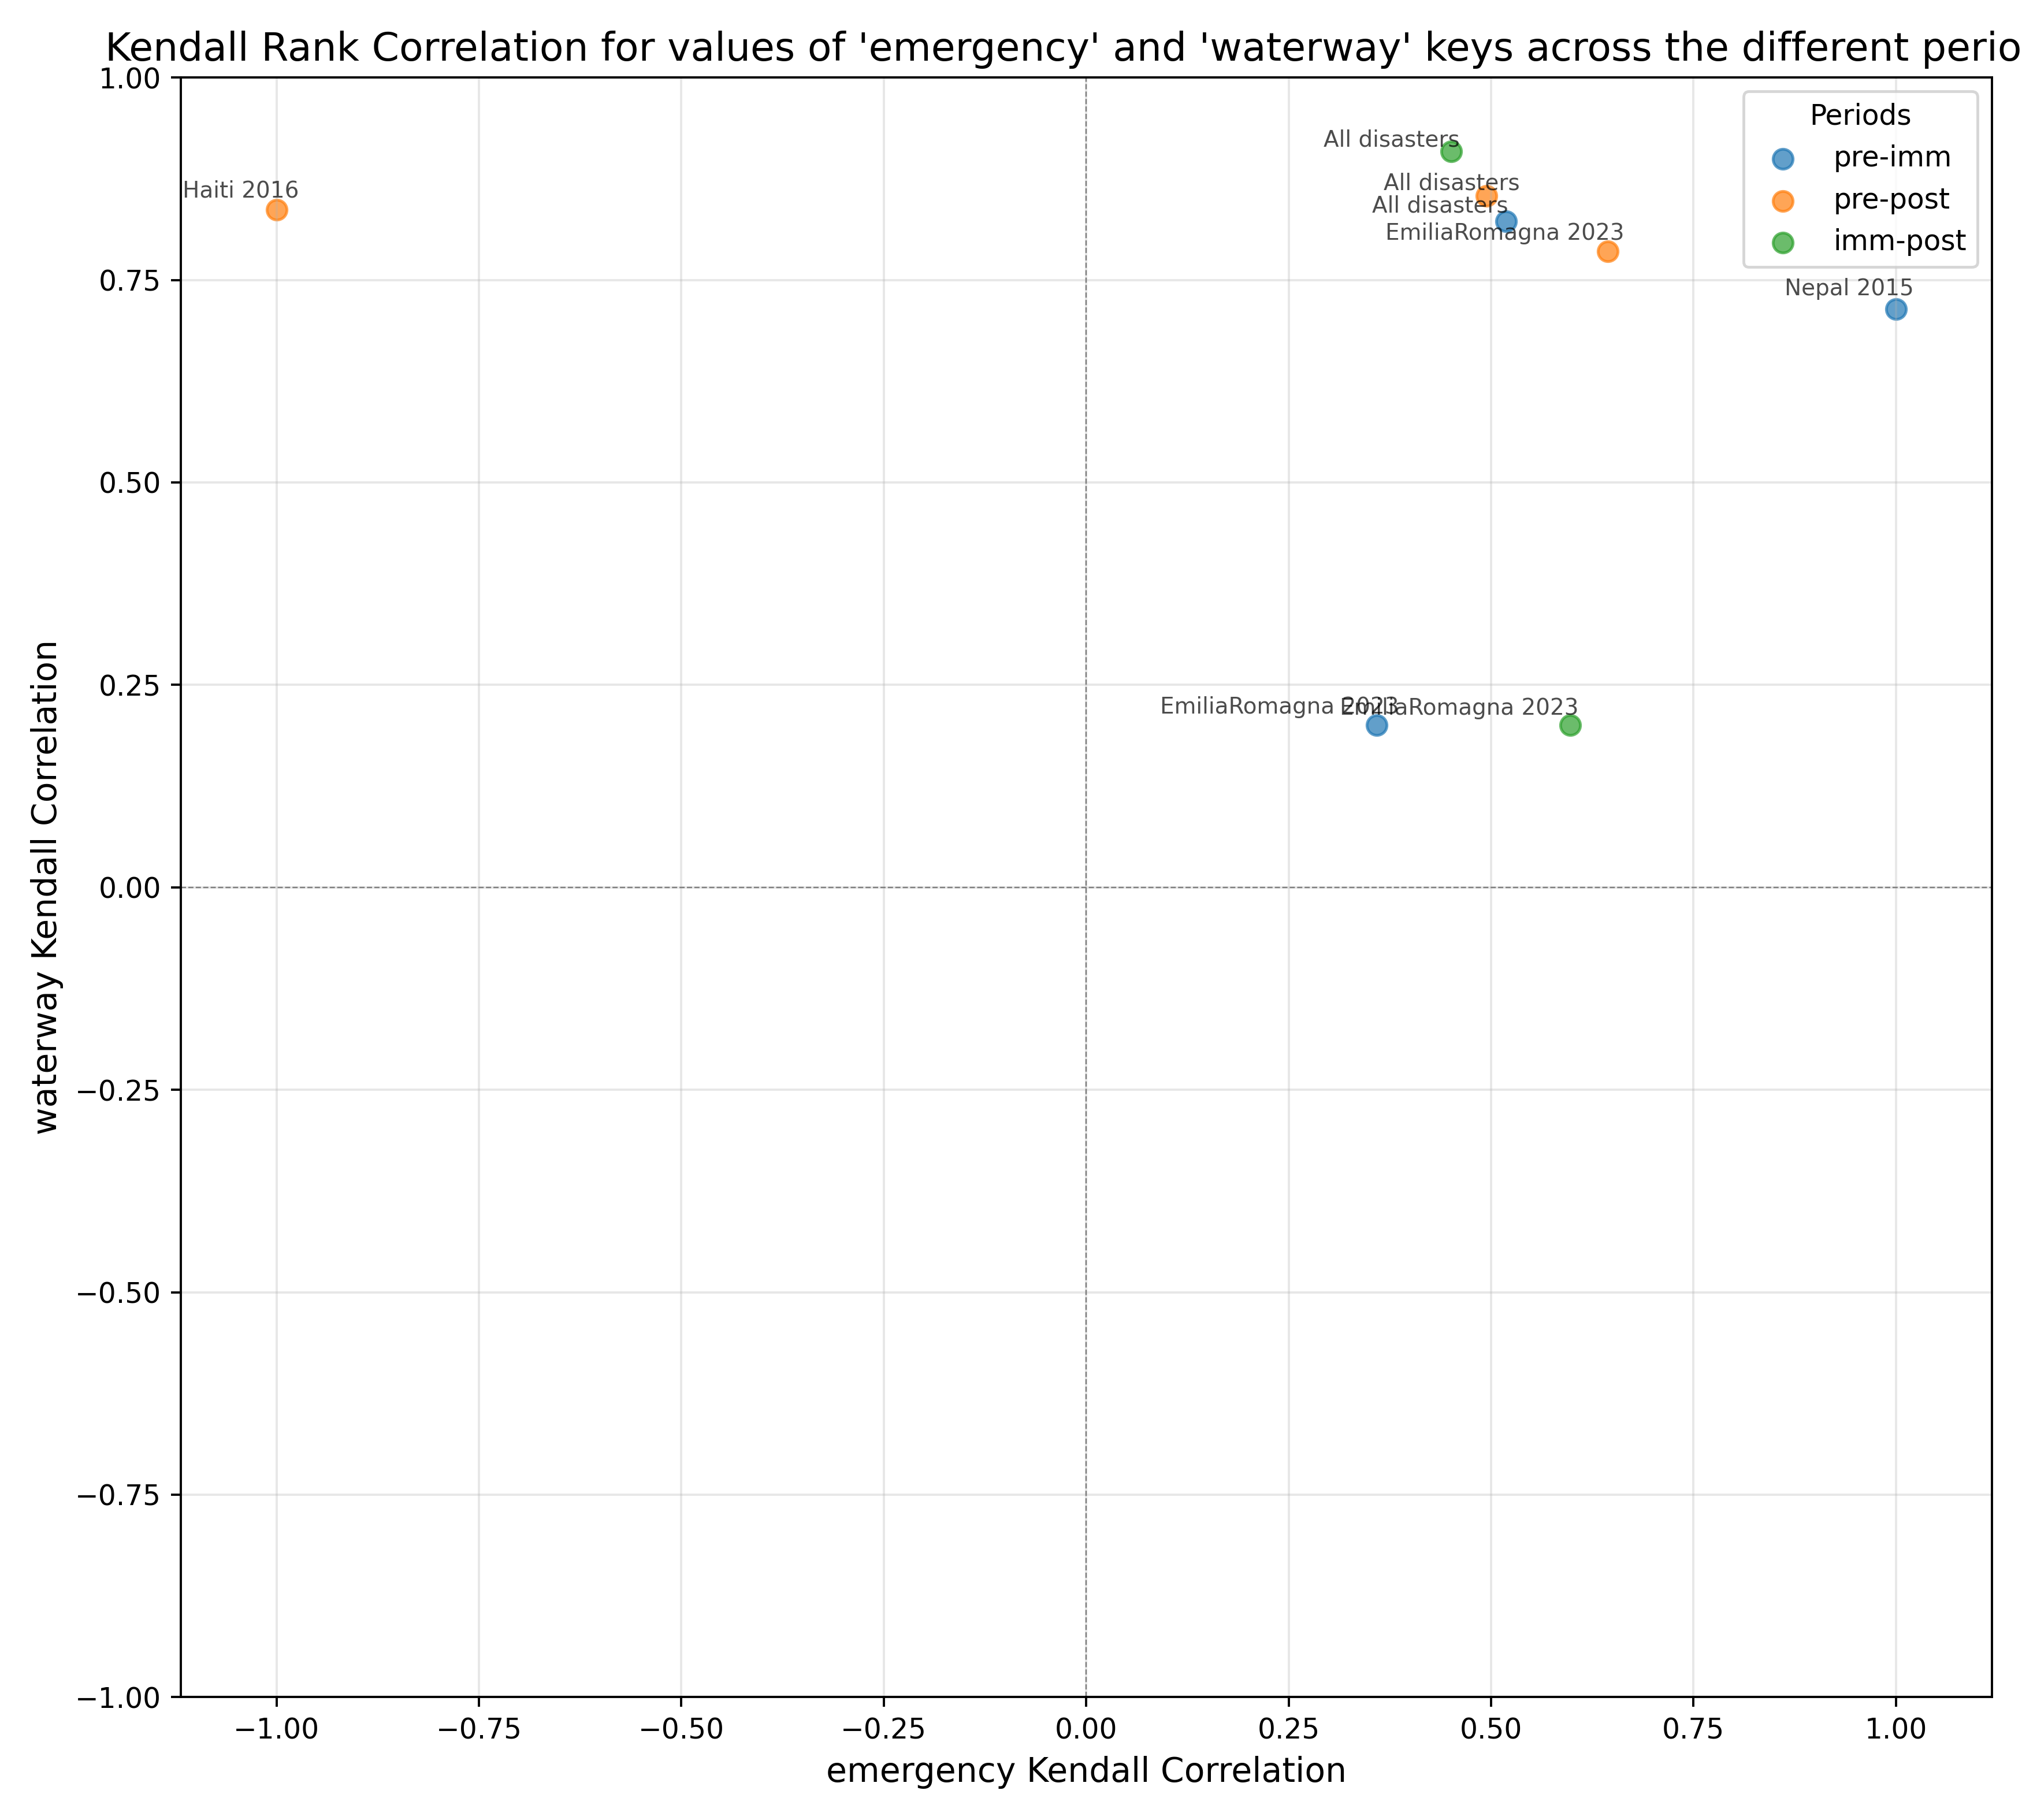 Kendall Rank Correlation for values of 'emergency' and 'waterway' keys across the different perio
1.00
0.75
0.50
0.25
0.00
−0.25
−0.50
−0.75
−1.00
waterway Kendall Correlation
Periods
pre-imm
pre-post
imm-post
All disasters
Haiti 2016
All disasters
All disasters
EmiliaRomagna 2023
Nepal 2015
EmiliaRomagna 2023
EmiliaRomagna 2023
−1.00
−0.75
−0.50
−0.25
0.00
0.25
0.50
0.75
1.00
emergency Kendall Correlation